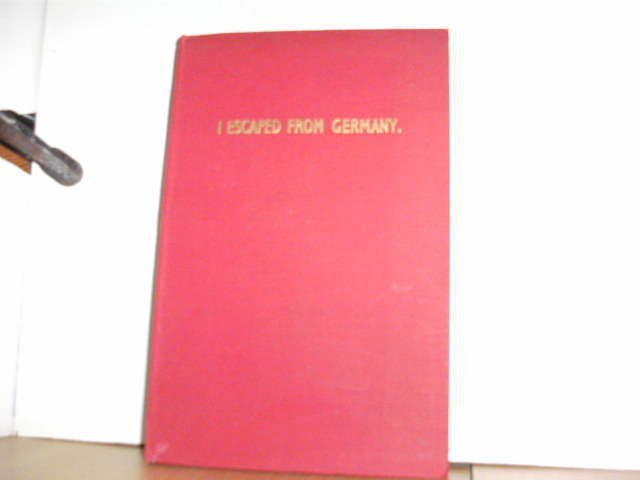 I ESCAPED FROM GERMANY.